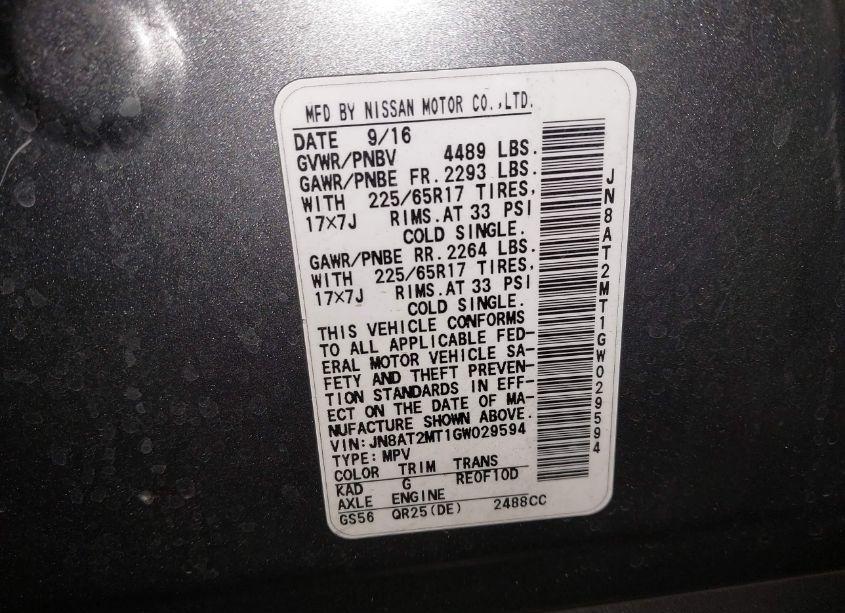 MFD BY NISSAN MOTOR CO.,LTD.
DATE 9/16
GVWR/PNBV 4489 LBS.
GAWR/PNBE FR. 2293 LBS.
WITH 225/65R17 TIRES,
17×7J RIMS. AT 33 PSI
COLD SINGLE.
GAWR/PNBE RR. 2264 LBS.
WITH 225/65R17 TIRES,
17×7J RIMS. AT 33 PSI
COLD SINGLE.
THIS VEHICLE CONFORMS
TO ALL APPLICABLE FED-
ERAL MOTOR VEHICLE SA-
FETY AND THEFT PREVEN-
TION STANDARDS IN EFF-
ECT ON THE DATE OF MA-
NUFACTURE SHOWN ABOVE.
VIN: JN8AT2MT1GW029594
TYPE: MPV
COLOR TRIM TRANS
KAD G RE0F10D
AXLE ENGINE
GS56 QR25(DE) 2488CC
JN8AT2MT1GW029594